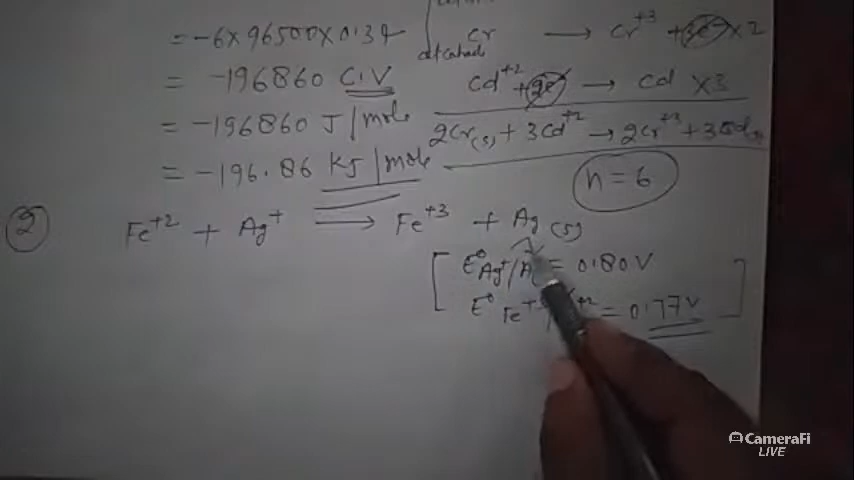 = -6×96500×0.34
Cr → Cr+3 + 3e- ×2
at cathode
= -196860 C.V
Cd+2 + 2e- → Cd ×3
= -196860 J/mole
2Cr(s) + 3Cd+2 → 2Cr+3 + 3Cd(s)
= -196.86 KJ/mole
n = 6
② Fe+2 + Ag+ → Fe+3 + Ag (s)
[E° Ag+/Ag = 0.80 V
E° Fe+3/+2 = 0.77 V]
CameraFi
LIVE